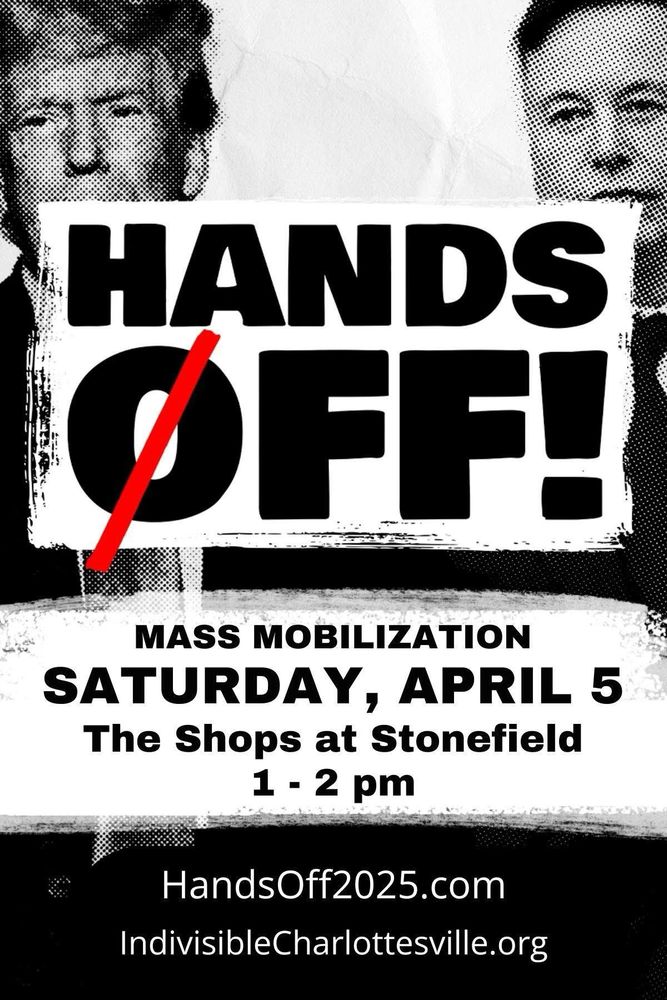 HANDS
OFF!
MASS MOBILIZATION
SATURDAY, APRIL 5
The Shops at Stonefield
1 - 2 pm
HandsOff2025.com
IndivisibleCharlottesville.org